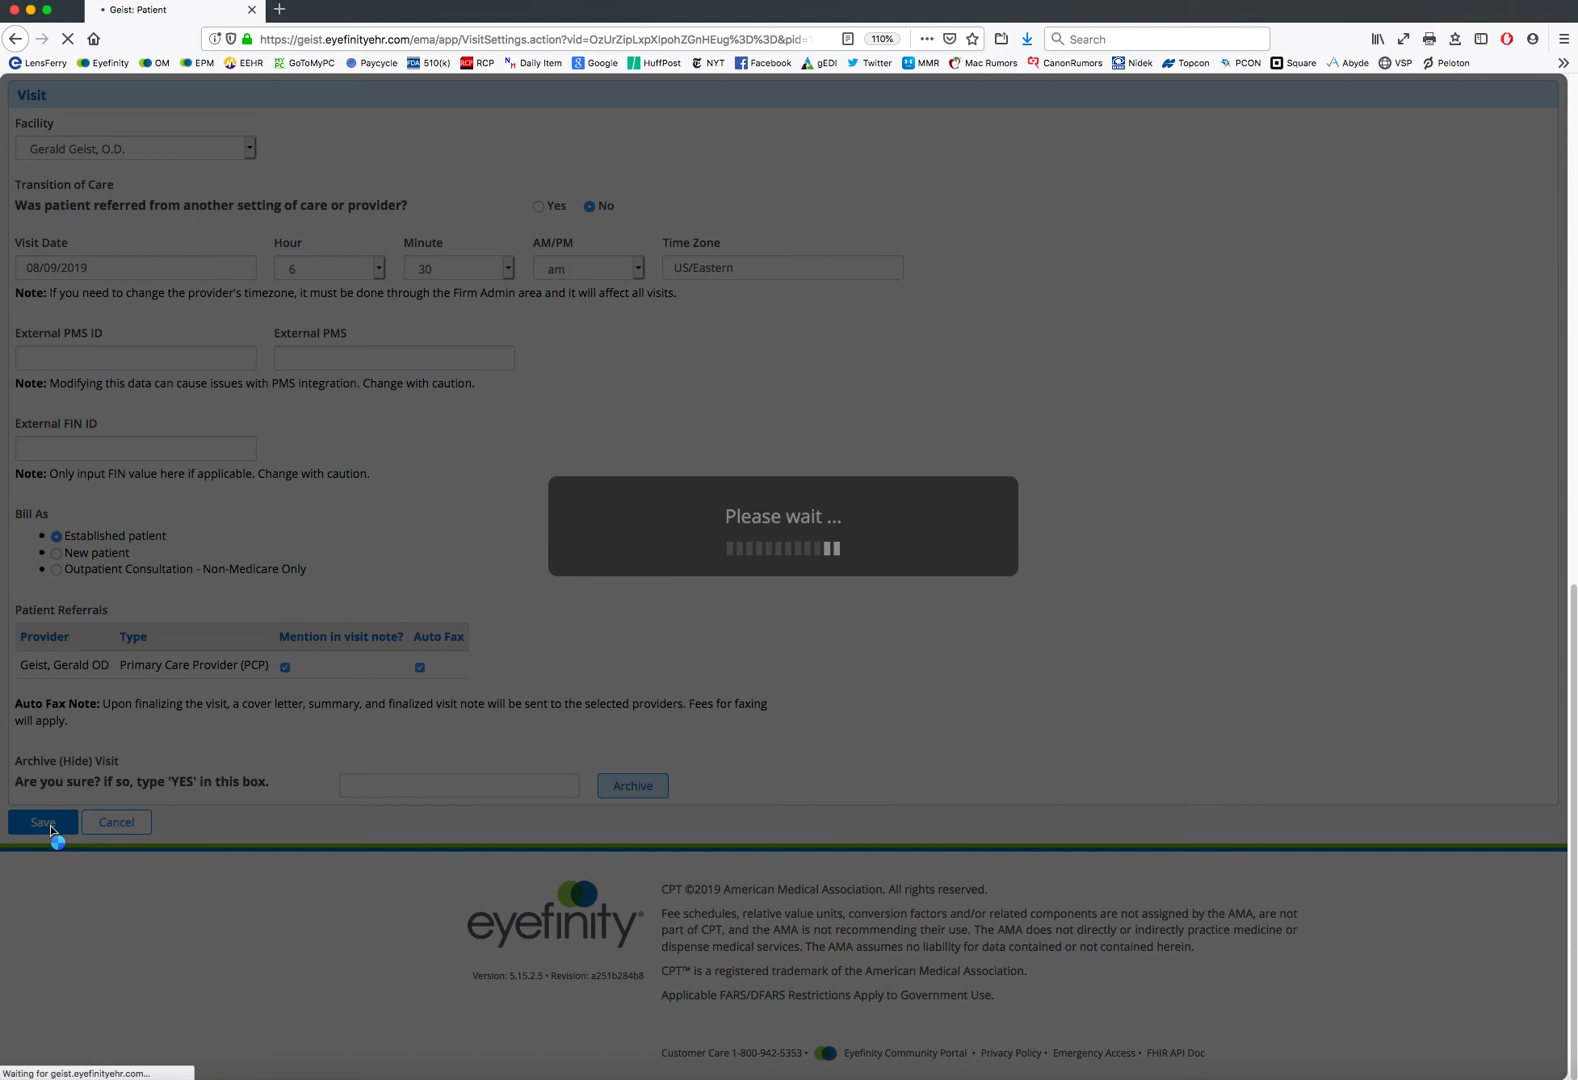 Geist: Patient
https://geist.eyefinityehr.com/ema/app/VisitSettings.action?vid=OzUrZipLxpXIpohZGnHEug%3D%3D&pid=
110%
Search
LensFerry Eyefinity OM EPM EEHR GoToMyPC Paycycle 510(k) RCP Daily Item Google HuffPost NYT Facebook gEDI Twitter MMR Mac Rumors CanonRumors Nidek Topcon PCON Square Abyde VSP Peloton
Visit
Facility
Gerald Geist, O.D.
Transition of Care
Was patient referred from another setting of care or provider? Yes No
Visit Date Hour Minute AM/PM Time Zone
08/09/2019 6 30 am US/Eastern
Note: If you need to change the provider's timezone, it must be done through the Firm Admin area and it will affect all visits.
External PMS ID External PMS
Note: Modifying this data can cause issues with PMS integration. Change with caution.
External FIN ID
Note: Only input FIN value here if applicable. Change with caution.
Please wait ...
Bill As
Established patient
New patient
Outpatient Consultation - Non-Medicare Only
Patient Referrals
Provider Type Mention in visit note? Auto Fax
Geist, Gerald OD Primary Care Provider (PCP)
Auto Fax Note: Upon finalizing the visit, a cover letter, summary, and finalized visit note will be sent to the selected providers. Fees for faxing
will apply.
Archive (Hide) Visit
Are you sure? if so, type 'YES' in this box. Archive
Save Cancel
eyefinity
Version: 5.15.2.5 • Revision: a251b284b8
CPT ©2019 American Medical Association. All rights reserved.
Fee schedules, relative value units, conversion factors and/or related components are not assigned by the AMA, are not
part of CPT, and the AMA is not recommending their use. The AMA does not directly or indirectly practice medicine or
dispense medical services. The AMA assumes no liability for data contained or not contained herein.
CPT™ is a registered trademark of the American Medical Association.
Applicable FARS/DFARS Restrictions Apply to Government Use.
Customer Care 1-800-942-5353 • Eyefinity Community Portal • Privacy Policy • Emergency Access • FHIR API Doc
Waiting for geist.eyefinityehr.com...